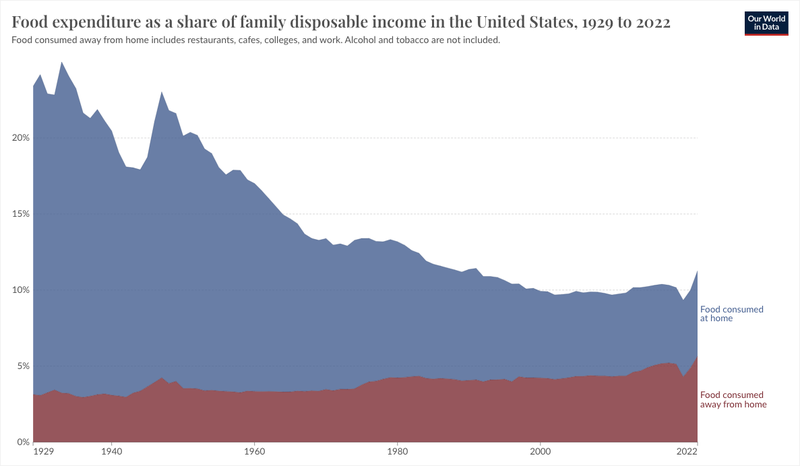 Food expenditure as a share of family disposable income in the United States, 1929 to 2022
Food consumed away from home includes restaurants, cafes, colleges, and work. Alcohol and tobacco are not included.
Our World
in Data
20%
15%
10%
5%
0%
Food consumed
at home
Food consumed
away from home
1929 1940 1960 1980 2000 2022